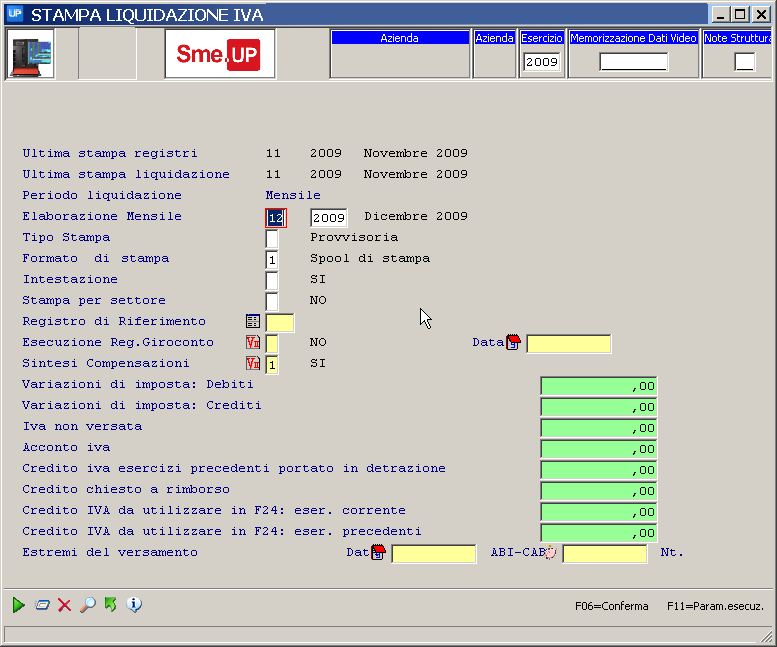 UP STAMPA LIQUIDAZIONE IVA
Sme.UP Azienda Azienda Esercizio Memorizzazione Dati Video Note Struttura
2009
Ultima stampa registri 11 2009 Novembre 2009
Ultima stampa liquidazione 11 2009 Novembre 2009
Periodo liquidazione Mensile
Elaborazione Mensile 12 2009 Dicembre 2009
Tipo Stampa Provvisoria
Formato di stampa 1 Spool di stampa
Intestazione SI
Stampa per settore NO
Registro di Riferimento
Esecuzione Reg.Giroconto NO Data
Sintesi Compensazioni 1 SI
Variazioni di imposta: Debiti ,00
Variazioni di imposta: Crediti ,00
Iva non versata ,00
Acconto iva ,00
Credito iva esercizi precedenti portato in detrazione ,00
Credito chiesto a rimborso ,00
Credito IVA da utilizzare in F24: eser. corrente ,00
Credito IVA da utilizzare in F24: eser. precedenti ,00
Estremi del versamento Dat ABI-CAB Nt.
F06=Conferma F11=Param.esecuz.